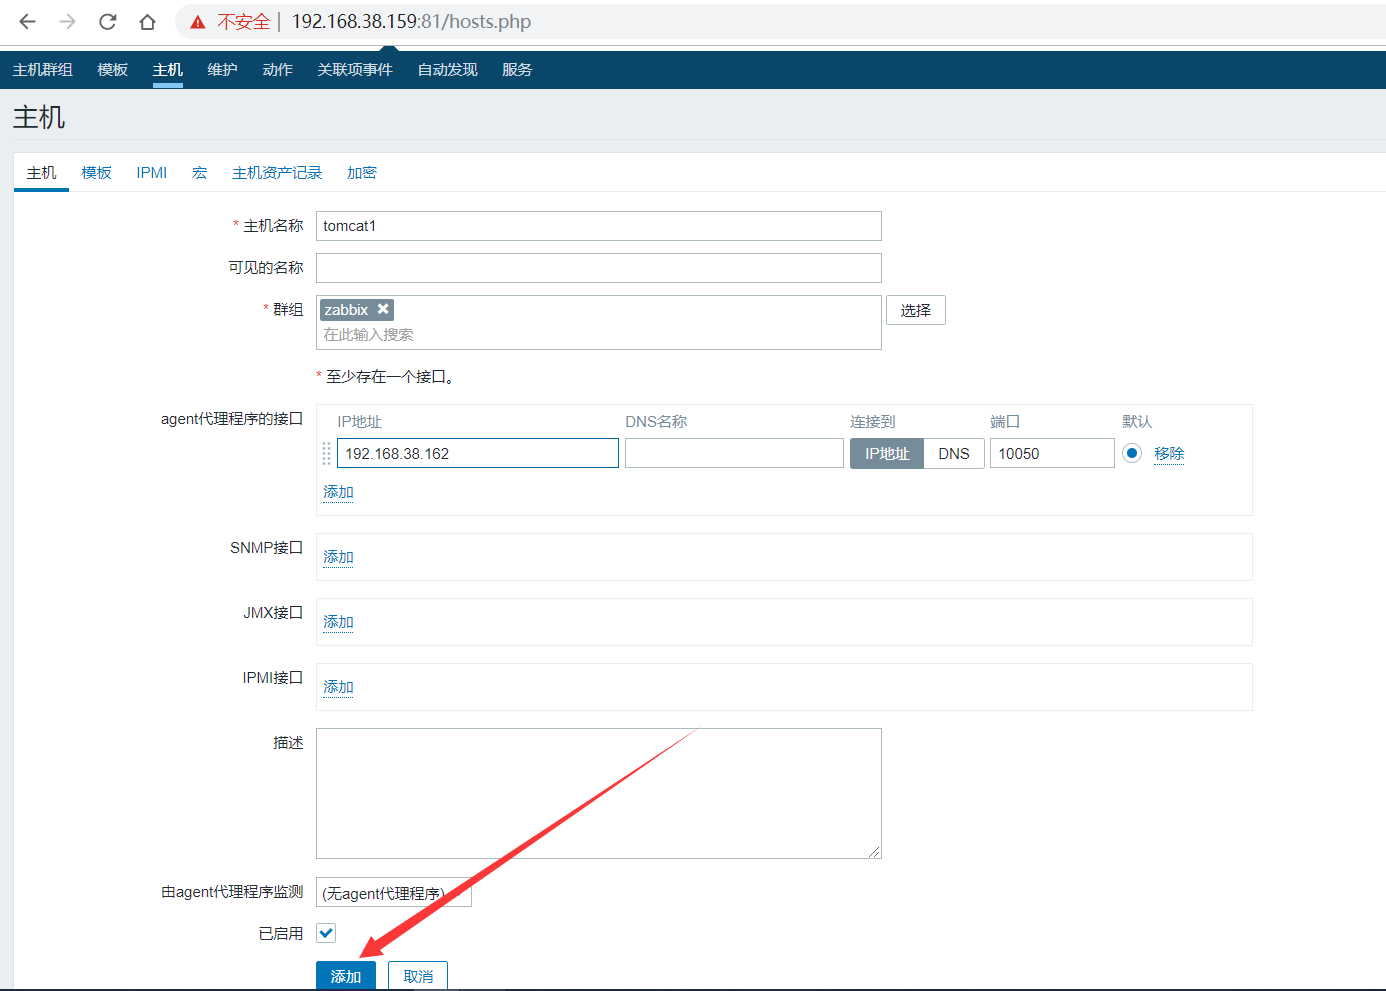 不安全 | 192.168.38.159:81/hosts.php
主机群组 模板 主机 维护 动作 关联项事件 自动发现 服务
主机
主机 模板 IPMI 宏 主机资产记录 加密
* 主机名称 tomcat1
可见的名称
* 群组 zabbix ✖ 选择
在此输入搜索
* 至少存在一个接口。
agent代理程序的接口 IP地址 DNS名称 连接到 端口 默认
192.168.38.162 IP地址 DNS 10050 移除
添加
SNMP接口 添加
JMX接口 添加
IPMI接口 添加
描述
由agent代理程序监测 (无agent代理程序)
已启用
添加 取消